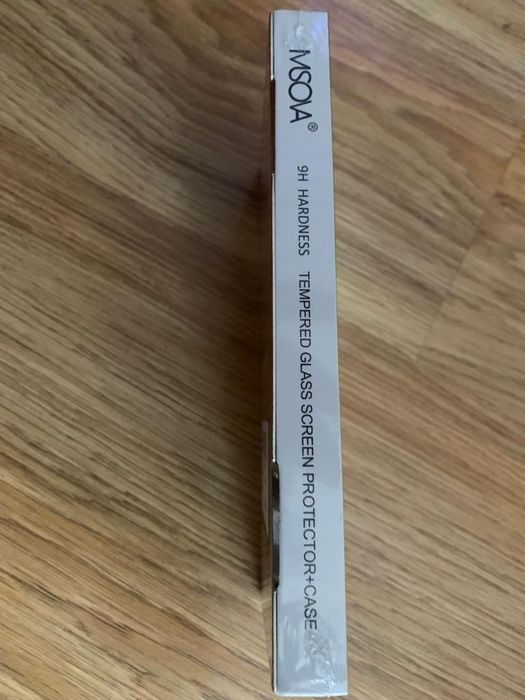 MSOVA®
9H HARDNESS TEMPERED GLASS SCREEN PROTECTOR+CASE